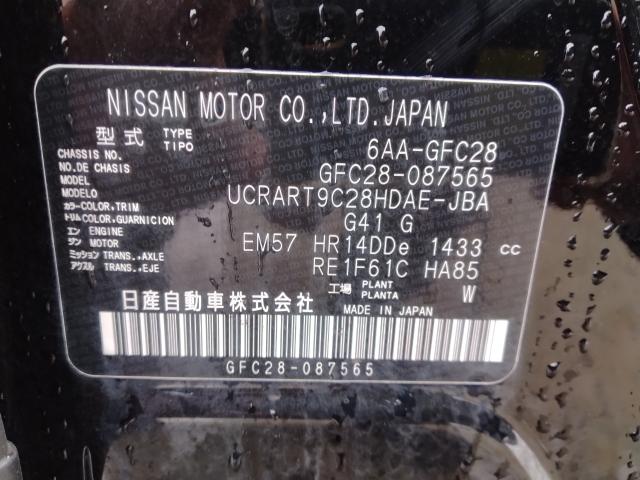 NISSAN MOTOR CO.,LTD.JAPAN
型式 TYPE TIPO 6AA-GFC28
CHASSIS NO. NO.DE CHASIS GFC28-087565
MODEL MODELO UCRART9C28HDAE-JBA
カラー COLOR,TRIM トリム COLOR,GUARNICION G41 G
エン ENGINE ジン MOTOR EM57 HR14DDe 1433 cc
ミッション TRANS.,AXLE アクスル TRANS.,EJE RE1F61C HA85
工場 PLANT PLANTA W
日産自動車株式会社 MADE IN JAPAN
GFC28-087565